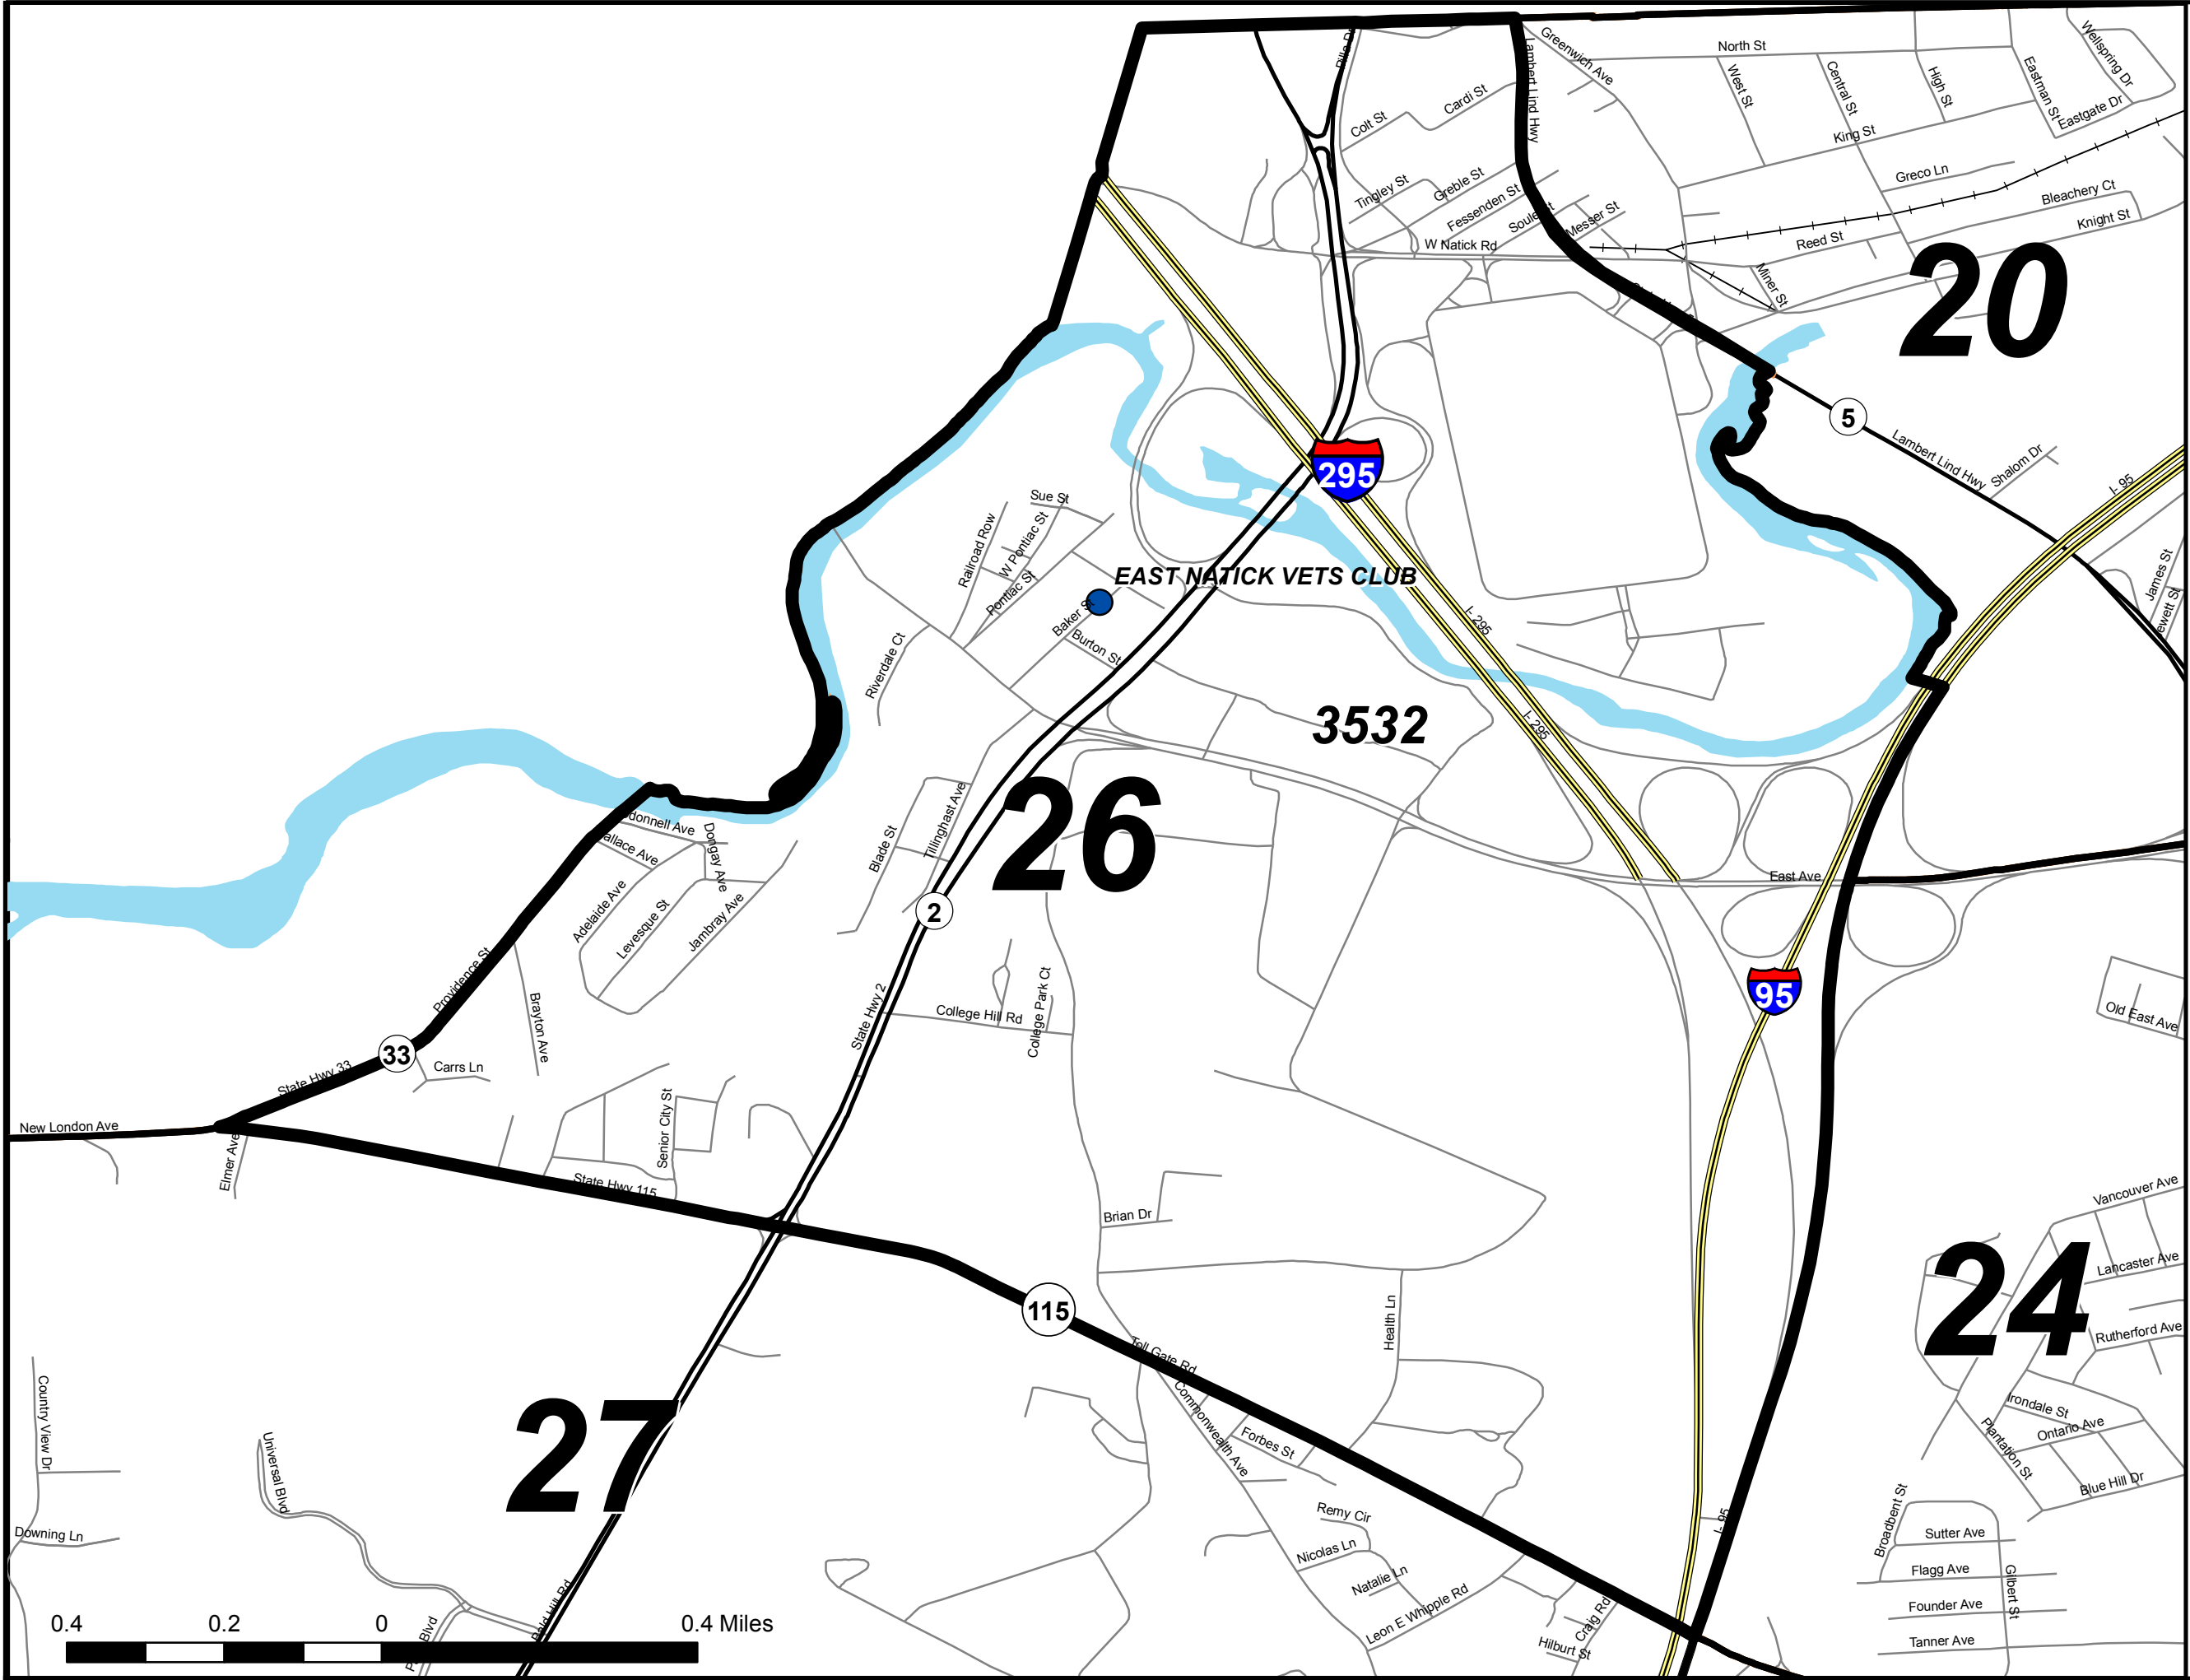 Greenwich Ave
North St
Wellspring Dr
West St
Central St
High St
Eastman St
Eastgate Dr
Lambert Lind Hwy
Cardi St
Colt St
King St
Greco Ln
Bleachery Ct
Knight St
Reed St
Tingley St
Greble St
Fessenden St
Soule St
Messer St
W Natick Rd
Miner St
20
5
Lambert Lind Hwy
Shalom Dr
I- 95
James St
295
Sue St
Railroad Row
W Pontiac St
Pontiac St
EAST NATICK VETS CLUB
Baker St
Burton St
Riverdale Ct
I- 295
I- 295
3532
26
Tillinghast Ave
Blade St
Dongay Ave
Adelaide Ave
Levesque St
Jambray Ave
East Ave
2
95
Providence St
Brayton Ave
State Hwy 2
College Hill Rd
College Park Ct
Old East Ave
33
State Hwy 33
Carrs Ln
New London Ave
Elmer Ave
Senior City St
State Hwy 115
Brian Dr
Vancouver Ave
Lancaster Ave
24
Rutherford Ave
115
Toll Gate Rd
Health Ln
Country View Dr
27
Universal Blvd
Commonwealth Ave
Forbes St
Irondale St
Ontario Ave
Plantation St
Blue Hill Dr
Downing Ln
Remy Cir
Nicolas Ln
Natalie Ln
Leon E Whipple Rd
I- 95
Broadbent St
Sutter Ave
Flagg Ave
Gilbert St
Founder Ave
Tanner Ave
Craig Rd
Hilburt St
Bald Hill Rd
Blvd
0.4 0.2 0 0.4 Miles